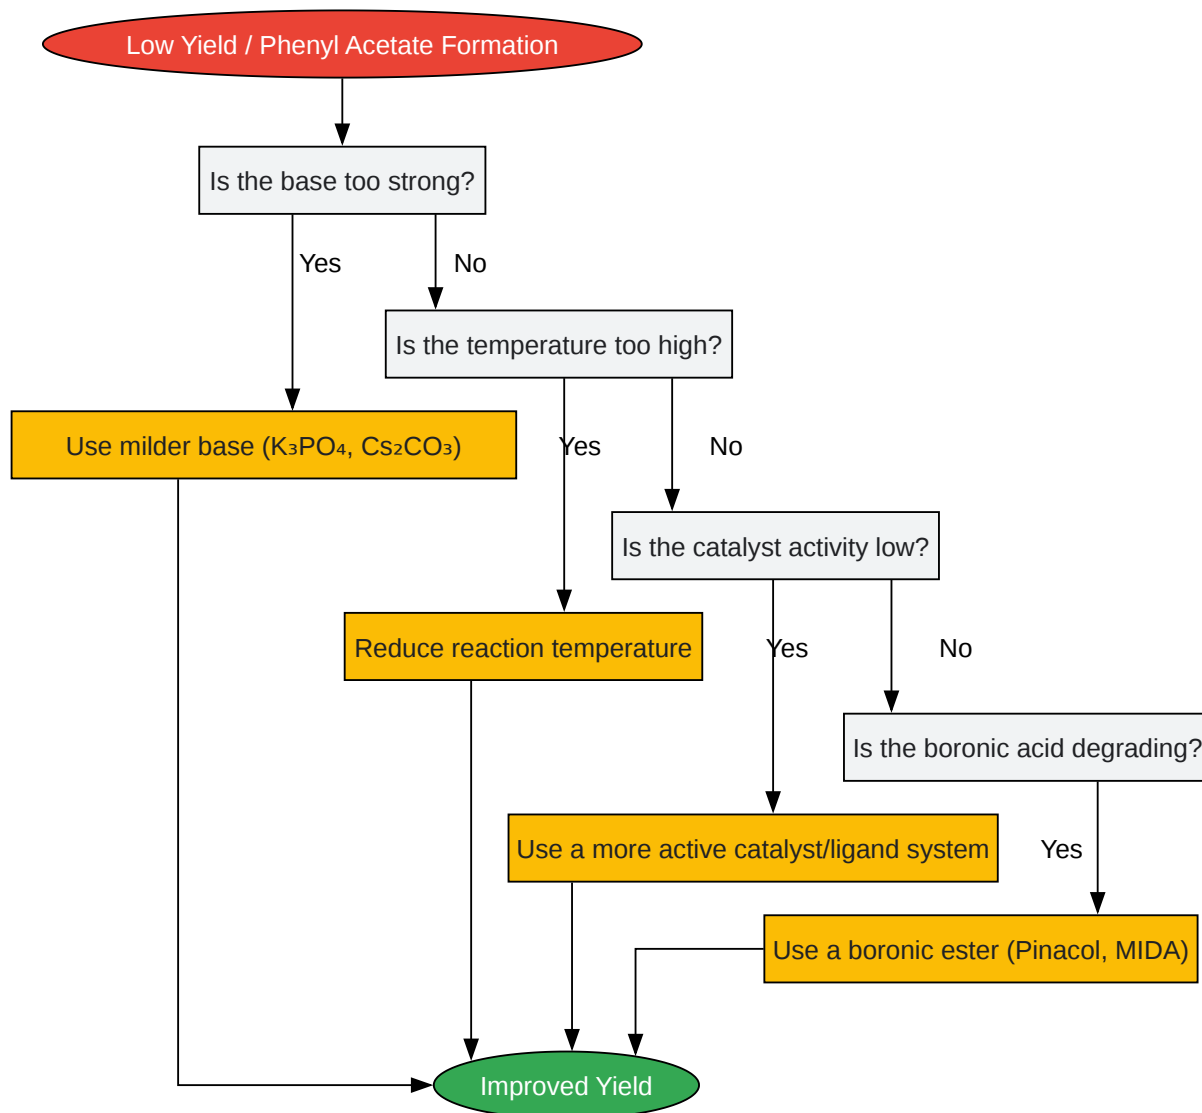 Low Yield / Phenyl Acetate Formation
Is the base too strong?
Yes
No
Is the temperature too high?
Use milder base (K₃PO₄, Cs₂CO₃)
Yes
No
Is the catalyst activity low?
Reduce reaction temperature
Yes
No
Is the boronic acid degrading?
Use a more active catalyst/ligand system
Yes
Use a boronic ester (Pinacol, MIDA)
Improved Yield